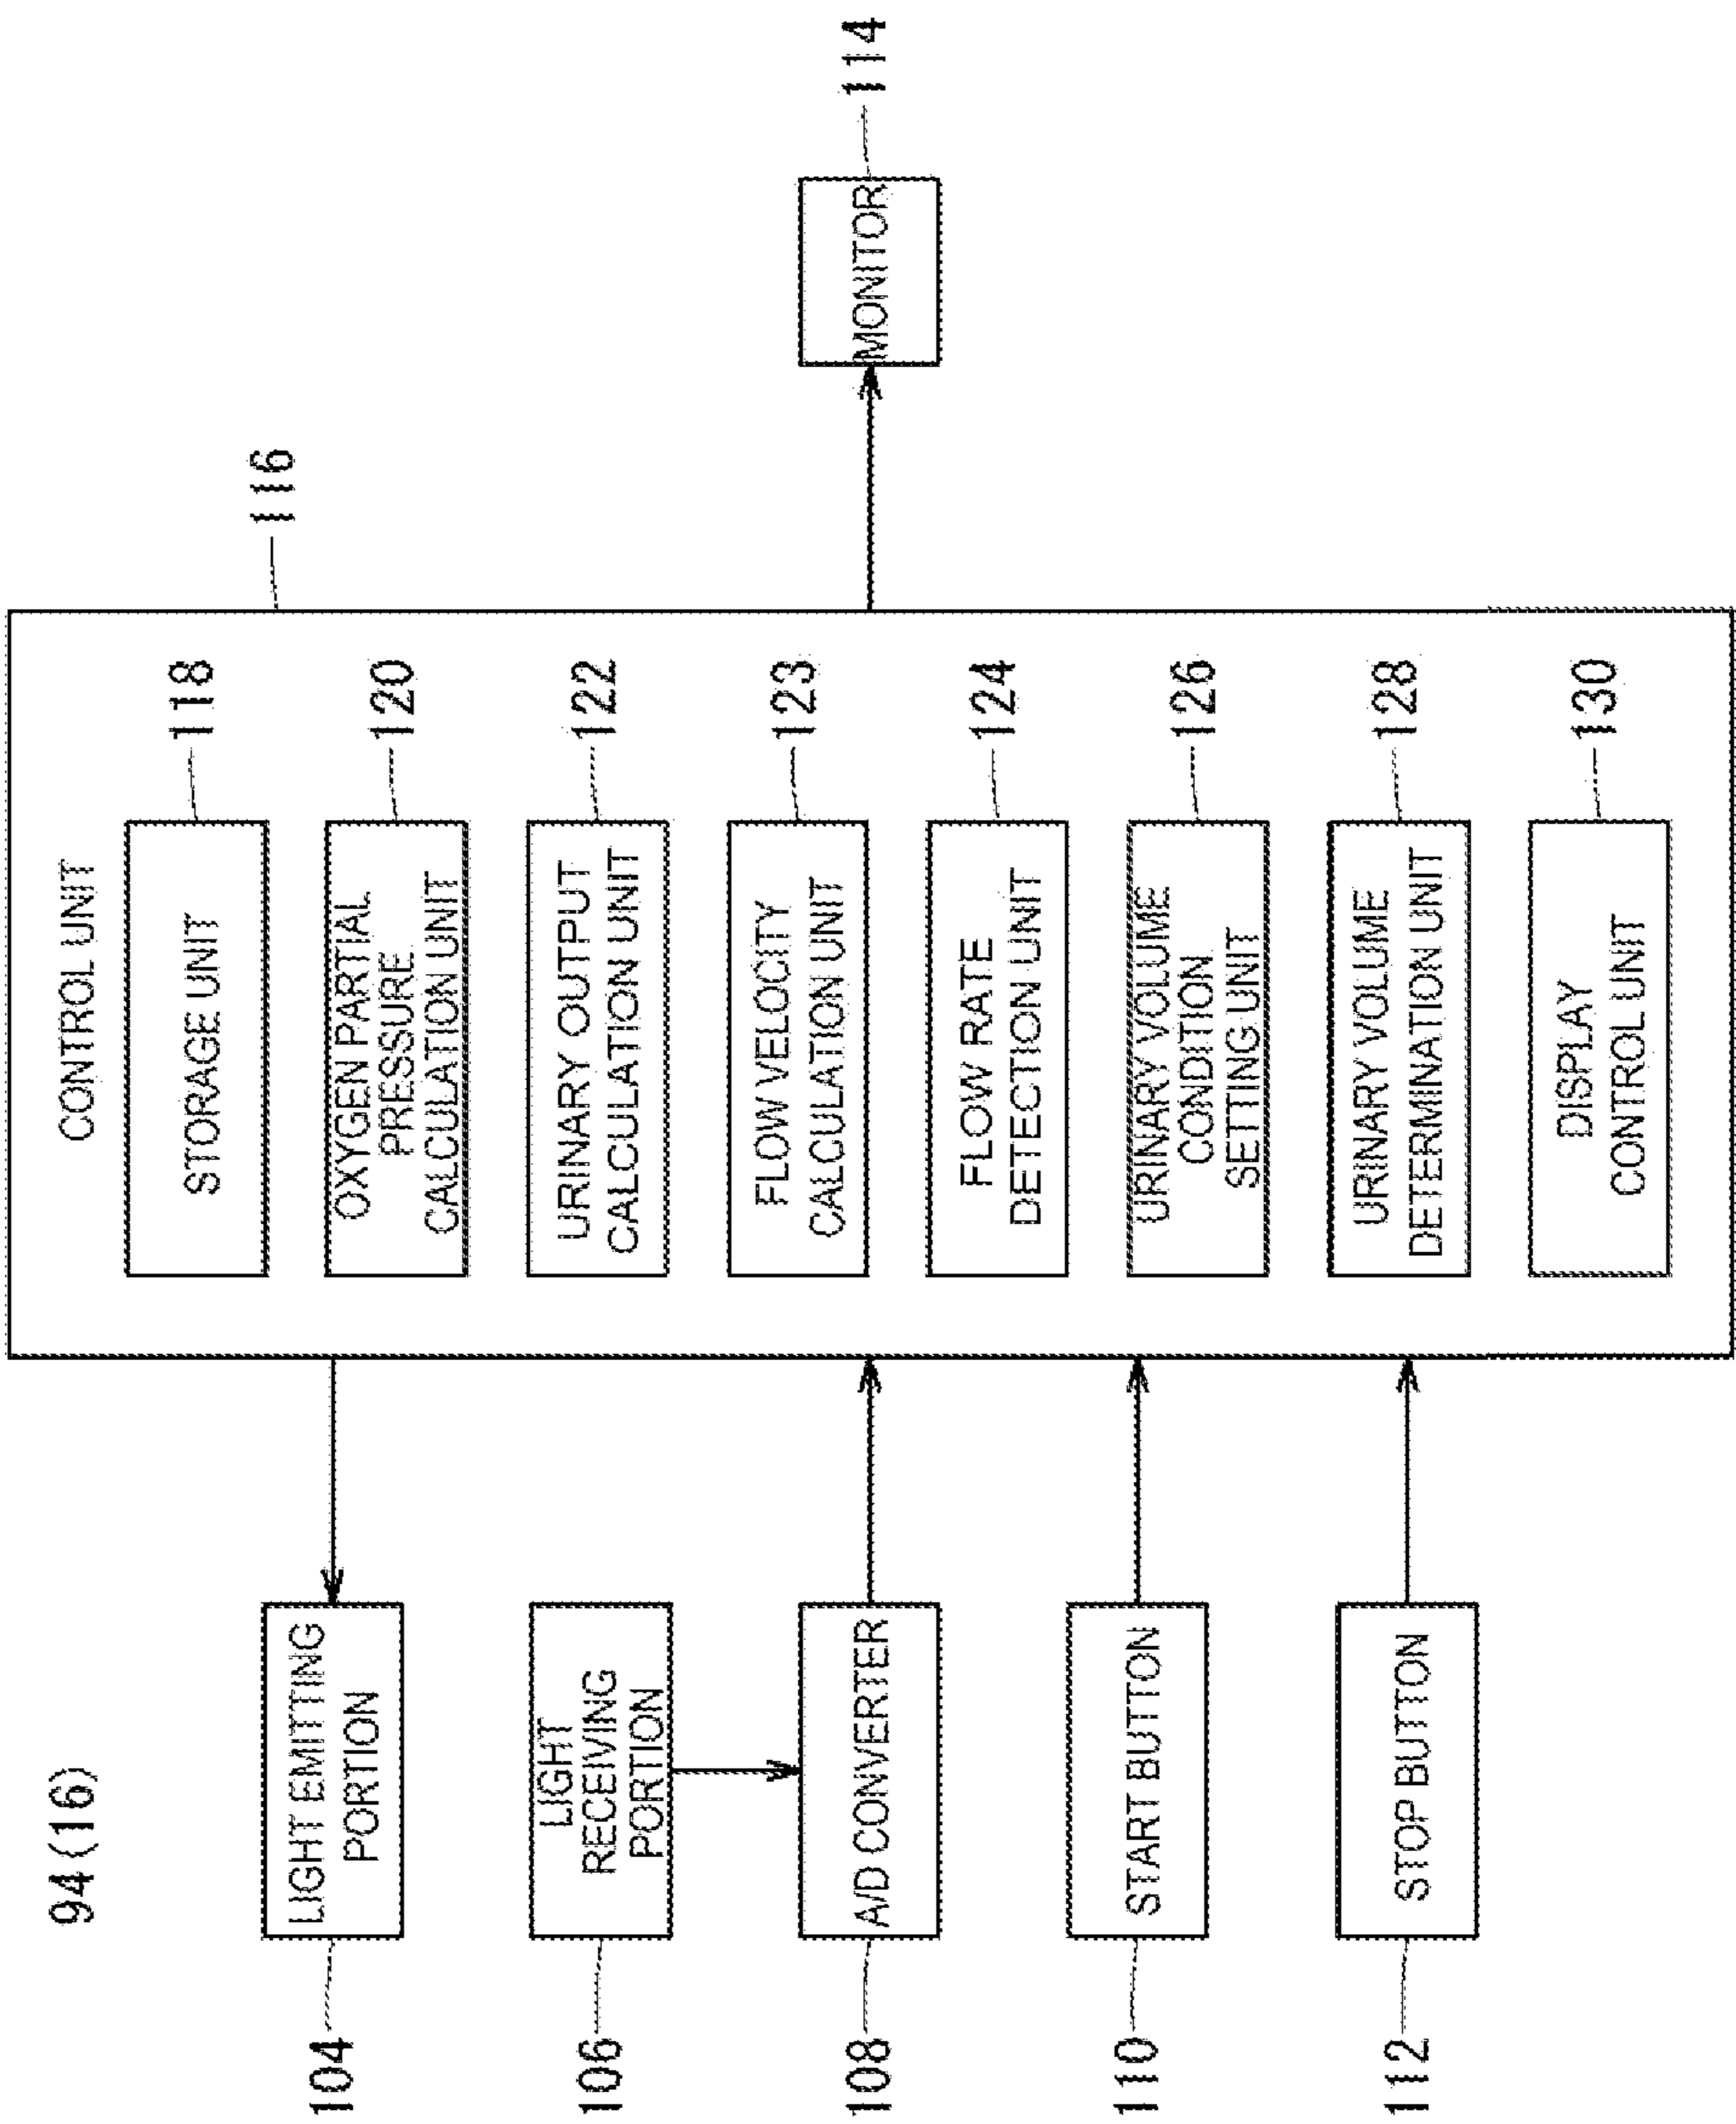 94(16)
CONTROL UNIT
116
104
LIGHT EMITTING
PORTION
106
LIGHT
RECEIVING
PORTION
108
A/D CONVERTER
110
START BUTTON
112
STOP BUTTON
STORAGE UNIT
118
OXYGEN PARTIAL
PRESSURE
CALCULATION UNIT
120
URINARY OUTPUT
CALCULATION UNIT
122
FLOW VELOCITY
CALCULATION UNIT
123
FLOW RATE
DETECTION UNIT
124
URINARY VOLUME
CONDITION
SETTING UNIT
126
URINARY VOLUME
DETERMINATION UNIT
128
DISPLAY
CONTROL UNIT
130
MONITOR
114